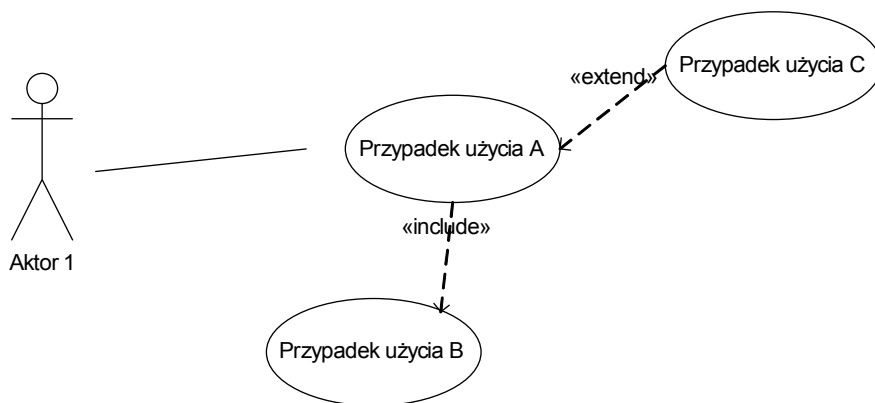 Przypadek użycia C
«extend»
Przypadek użycia A
«include»
Aktor 1
Przypadek użycia B